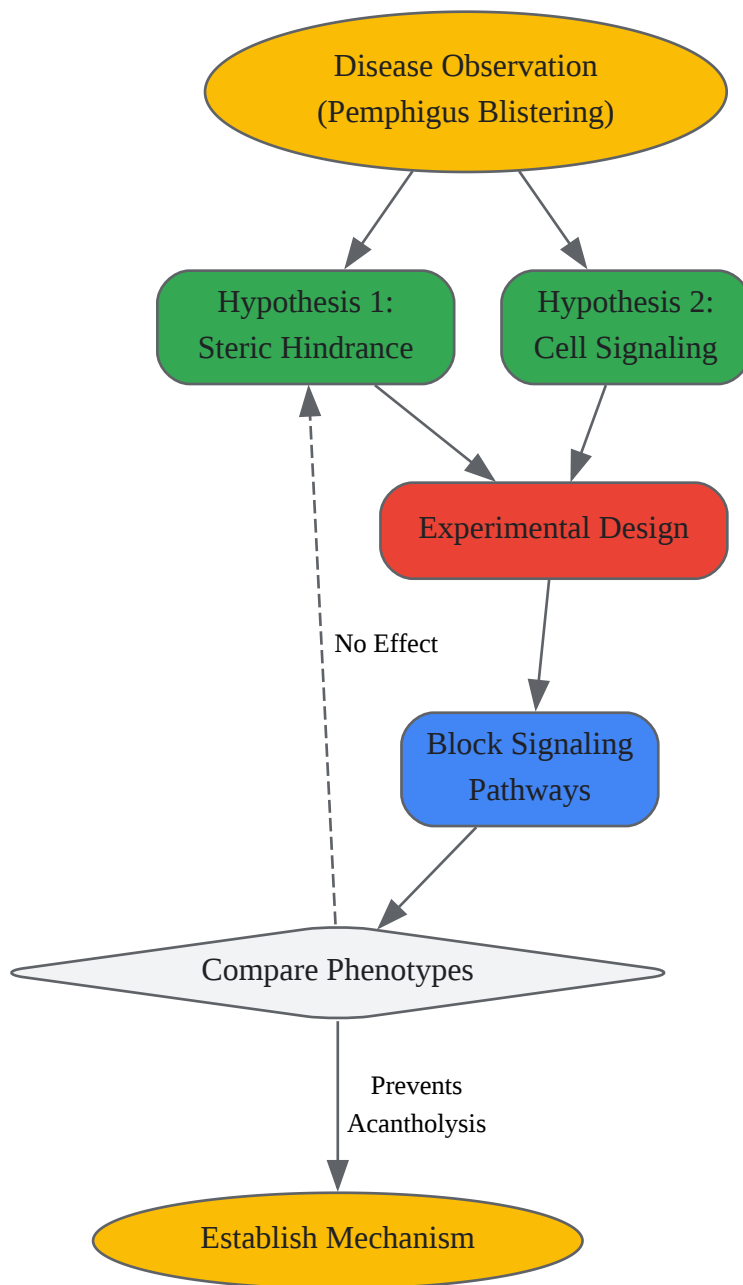 Disease Observation
(Pemphigus Blistering)
Hypothesis 1:
Steric Hindrance
Hypothesis 2:
Cell Signaling
Experimental Design
No Effect
Block Signaling
Pathways
Compare Phenotypes
Prevents
Acantholysis
Establish Mechanism